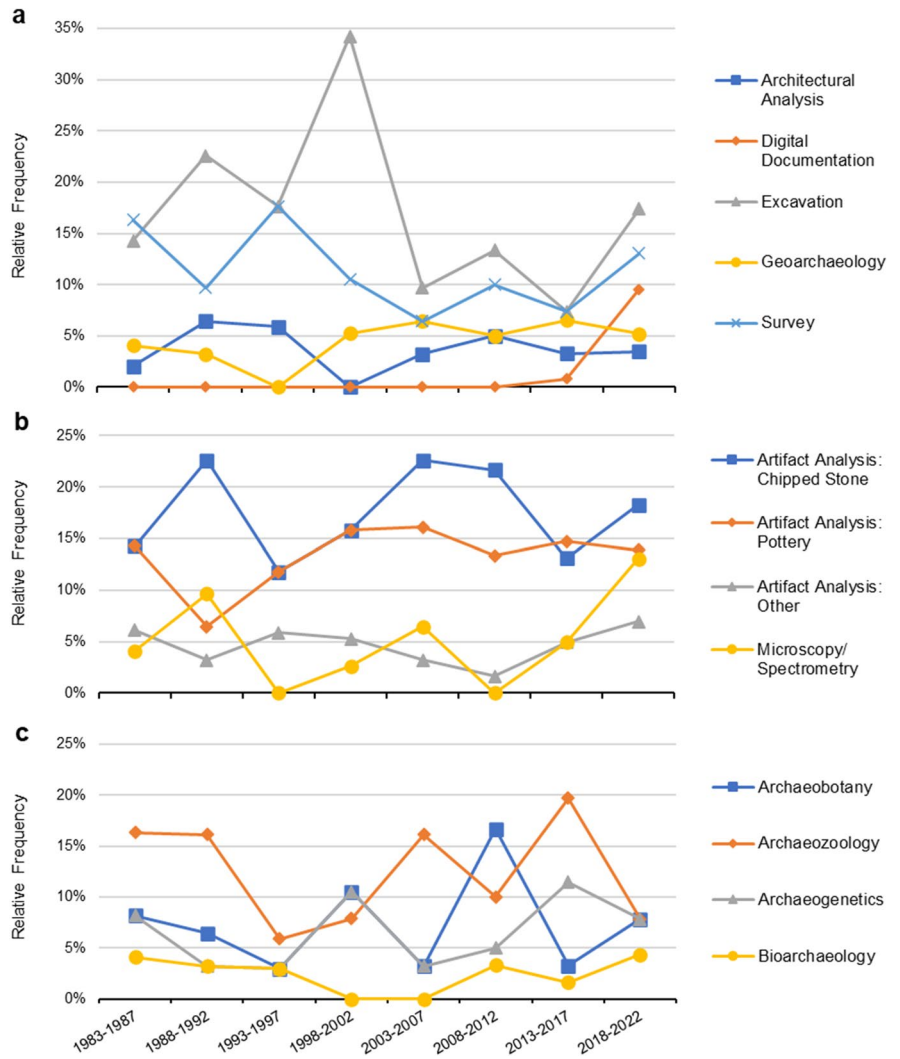 a
35%
30%
25%
20%
15%
10%
5%
0%
Relative Frequency
Architectural
Analysis
Digital
Documentation
Excavation
Geoarchaeology
Survey
b
25%
20%
15%
10%
5%
0%
Relative Frequency
Artifact Analysis:
Chipped Stone
Artifact Analysis:
Pottery
Artifact Analysis:
Other
Microscopy/
Spectrometry
c
25%
20%
15%
10%
5%
0%
Relative Frequency
Archaeobotany
Archaeozoology
Archaeogenetics
Bioarchaeology
1983-1987
1988-1992
1993-1997
1998-2002
2003-2007
2008-2012
2013-2017
2018-2022